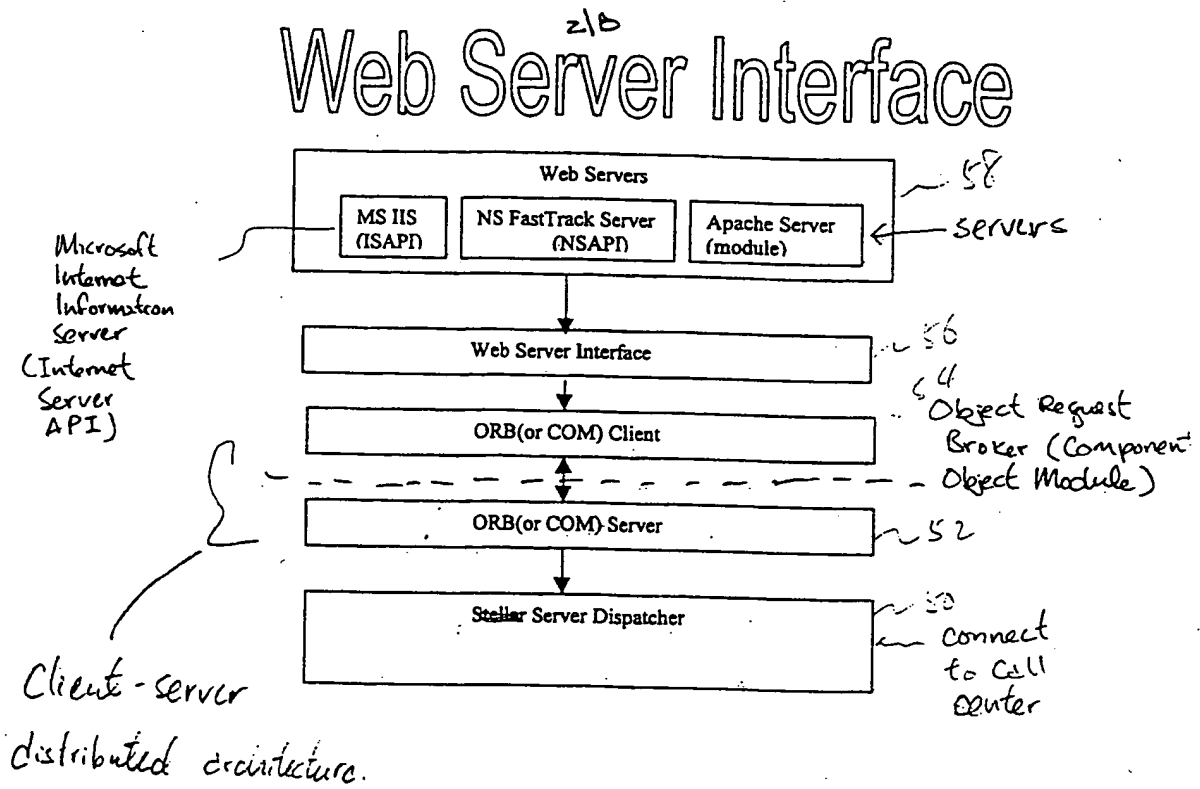 2/8
Web Server Interface
Web Servers
58
MS IIS
(ISAPI)
NS FastTrack Server
(NSAPI)
Apache Server
(module)
servers
Microsoft
Internet
Information
Server
(Internet
Server
API)
Web Server Interface
56
54
ORB(or COM) Client
Object Request
Broker (Component
Object Module)
ORB(or COM) Server
52
Stellar Server Dispatcher
50
connect
to Call
center
Client-server
distributed architecture.